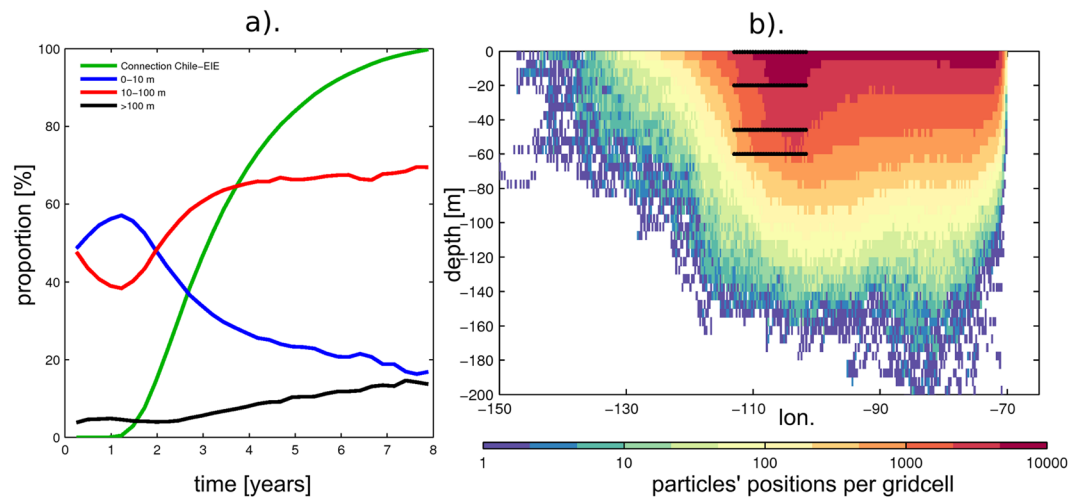 a).
100
80
60
40
20
0
proportion [%]
Connection Chile-EIE
0-10 m
10-100 m
>100 m
0 1 2 3 4 5 6 7 8
time [years]
b).
0
-20
-40
-60
-80
-100
-120
-140
-160
-180
-200
depth [m]
-150 -130 -110 -90 -70
lon.
1 10 100 1000 10000
particles' positions per gridcell